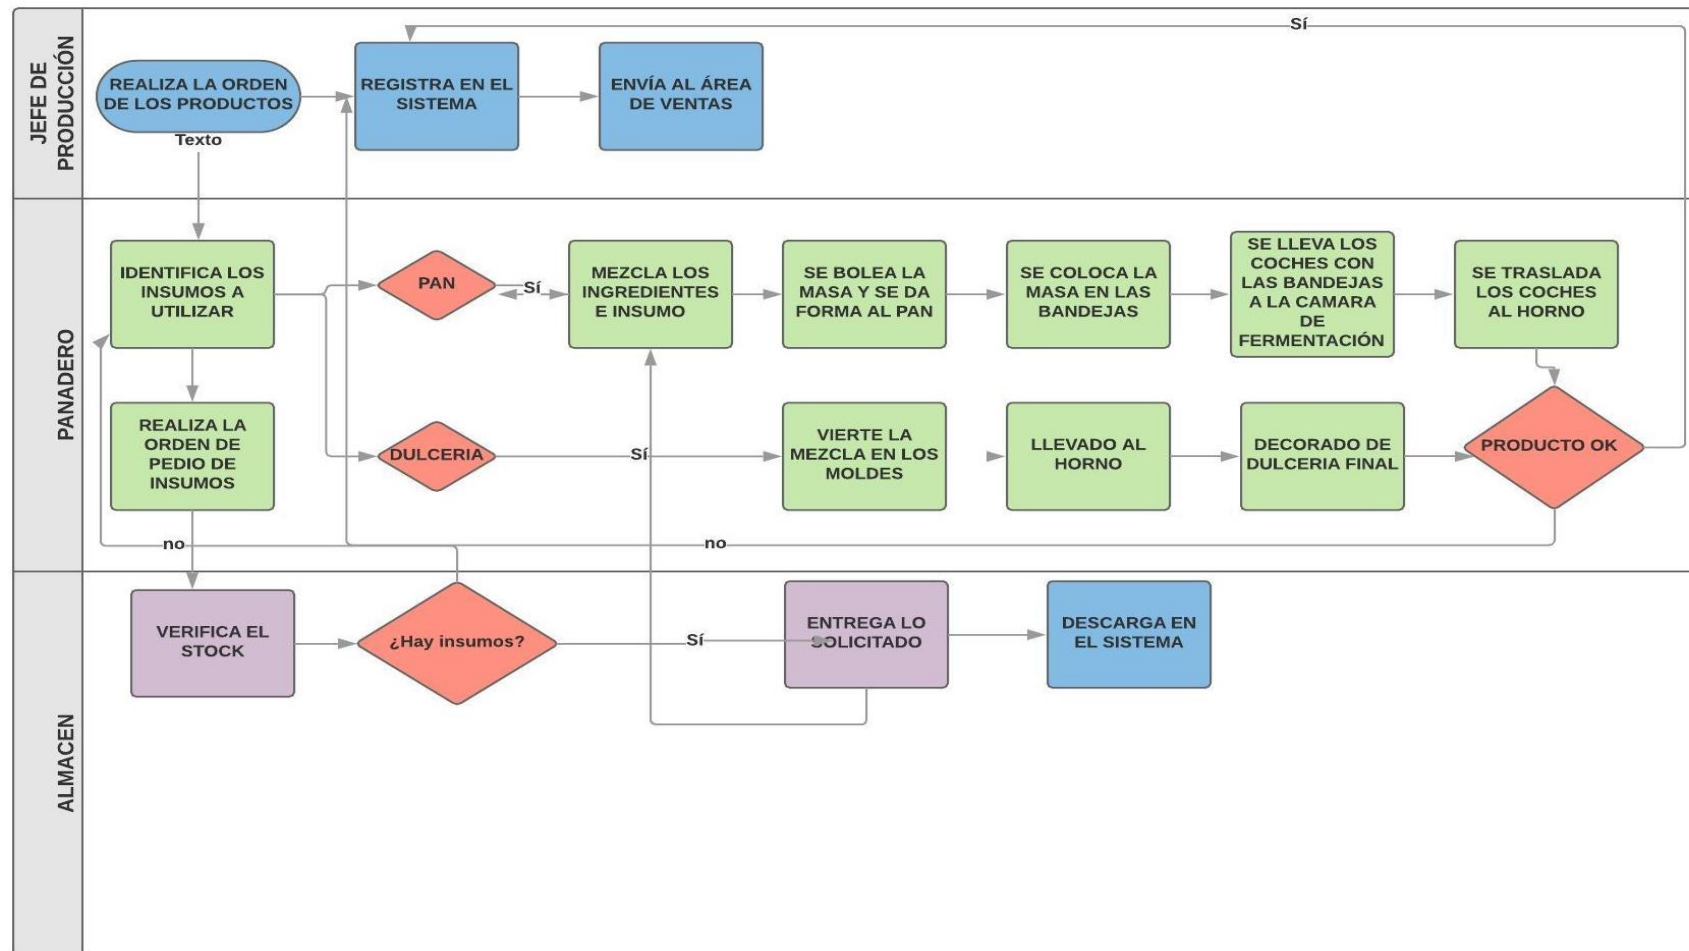 JEFE DE
PRODUCCIÓN
REALIZA LA ORDEN
DE LOS PRODUCTOS
Texto
REGISTRA EN EL
SISTEMA
ENVÍA AL ÁREA
DE VENTAS
Sí
PANADERO
IDENTIFICA LOS
INSUMOS A
UTILIZAR
PAN
Sí
MEZCLA LOS
INGREDIENTES
E INSUMO
SE BOLEA LA
MASA Y SE DA
FORMA AL PAN
SE COLOCA LA
MASA EN LAS
BANDEJAS
SE LLEVA LOS
COCHES CON
LAS BANDEJAS
A LA CAMARA
DE
FERMENTACIÓN
SE TRASLADA
LOS COCHES
AL HORNO
REALIZA LA
ORDEN DE
PEDIO DE
INSUMOS
DULCERIA
Sí
VIERTE LA
MEZCLA EN LOS
MOLDES
LLEVADO AL
HORNO
DECORADO DE
DULCERIA FINAL
PRODUCTO OK
no
no
ALMACEN
VERIFICA EL
STOCK
¿Hay insumos?
Sí
ENTREGA LO
SOLICITADO
DESCARGA EN
EL SISTEMA